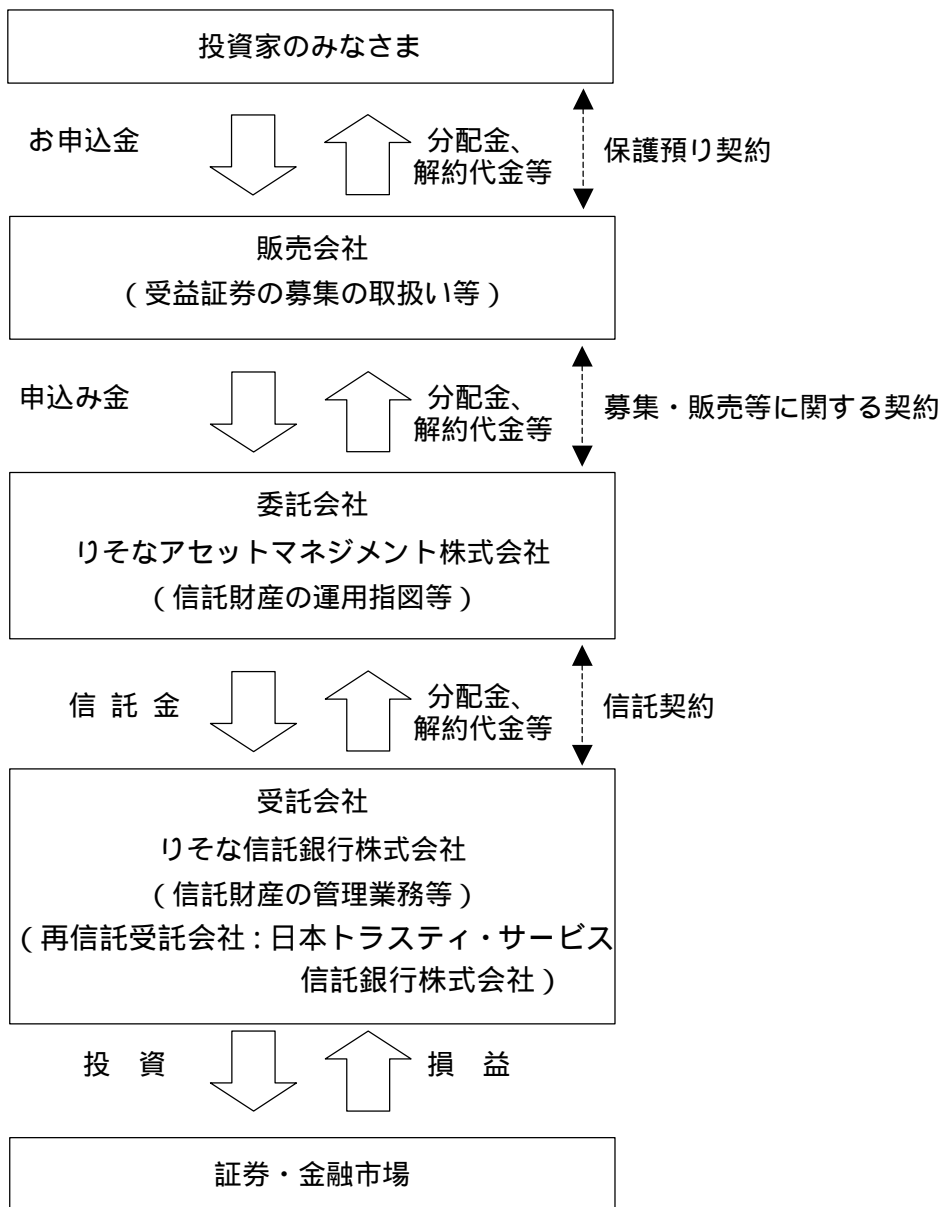 投資家のみなさま
お申込金
分配金、
解約代金等
保護預り契約
販売会社
(受益証券の募集の取扱い等)
申込み金
分配金、
解約代金等
募集・販売等に関する契約
委託会社
りそなアセットマネジメント株式会社
(信託財産の運用指図等)
信 託 金
分配金、
解約代金等
信託契約
受託会社
りそな信託銀行株式会社
(信託財産の管理業務等)
(再信託受託会社:日本トラスティ・サービス
信託銀行株式会社)
投 資
損 益
証券・金融市場